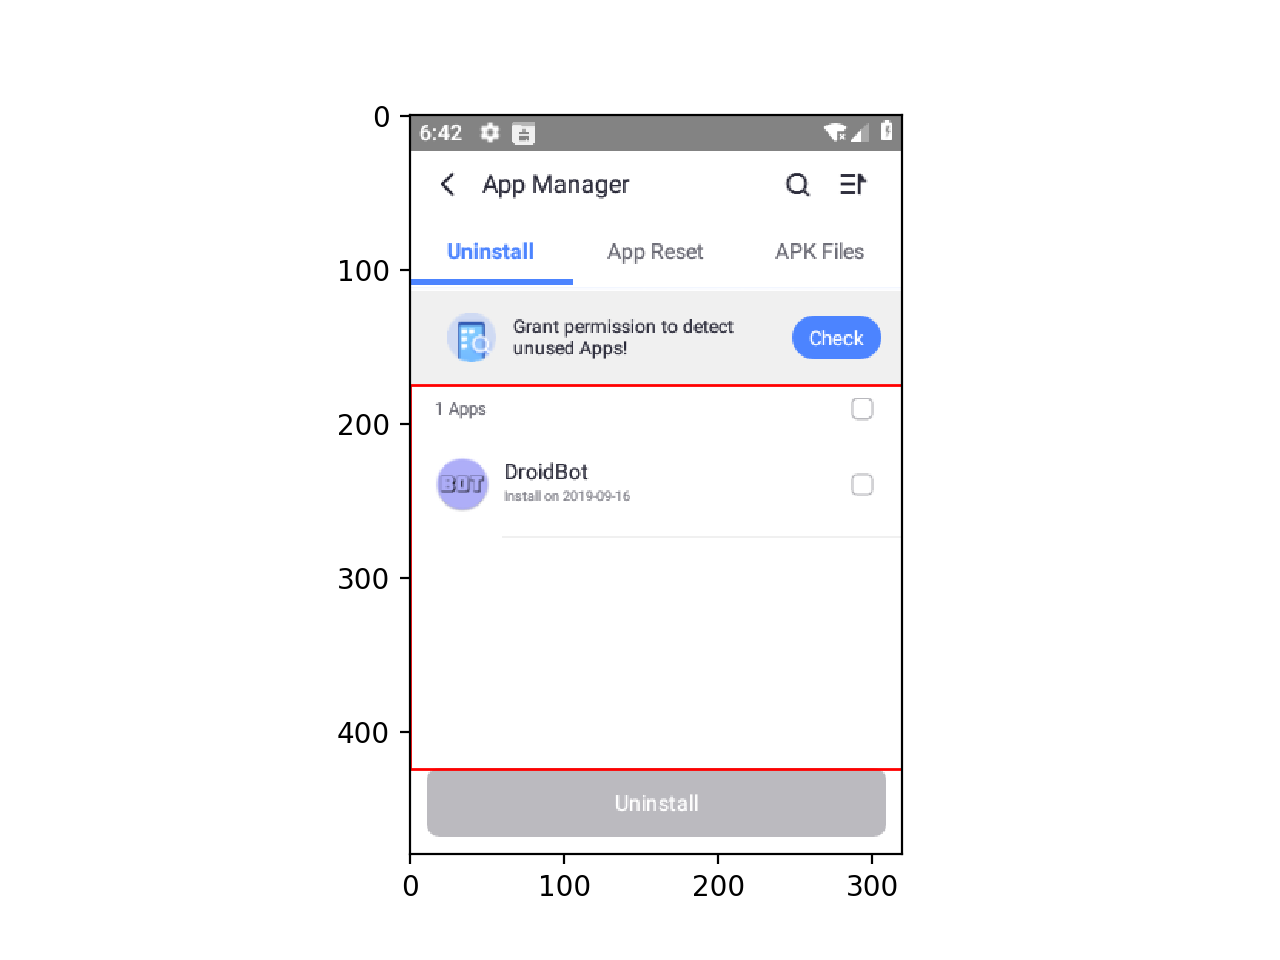 0
100
200
300
400
6:42
App Manager
Uninstall App Reset APK Files
Grant permission to detect
unused Apps!
Check
1 Apps
BOT
DroidBot
Install on 2019-09-16
Uninstall
0 100 200 300